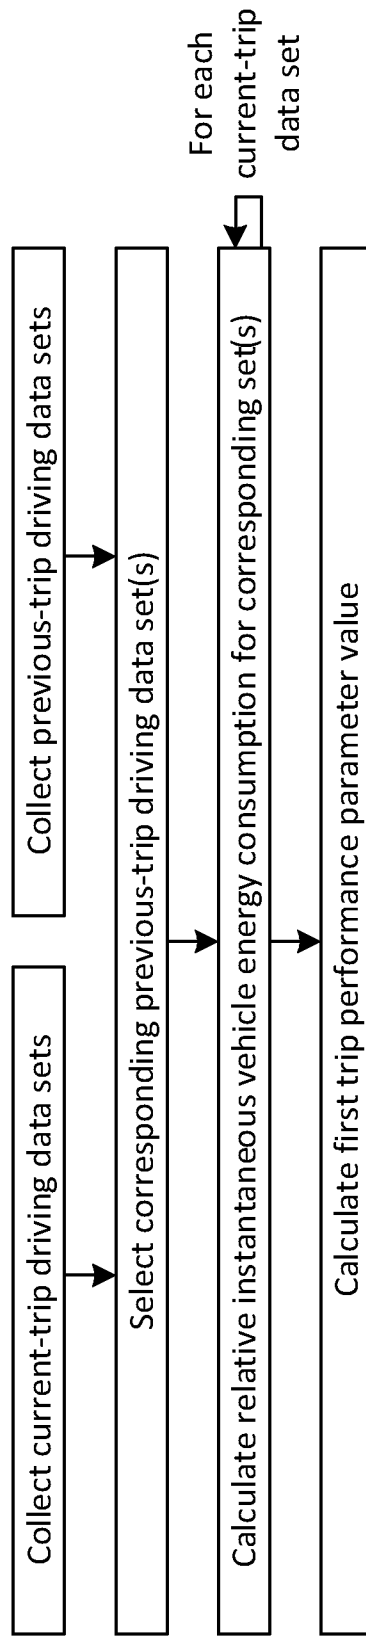 Collect current-trip driving data sets
Collect previous-trip driving data sets
Select corresponding previous-trip driving data set(s)
Calculate relative instantaneous vehicle energy consumption for corresponding set(s)
For each
current-trip
data set
Calculate first trip performance parameter value